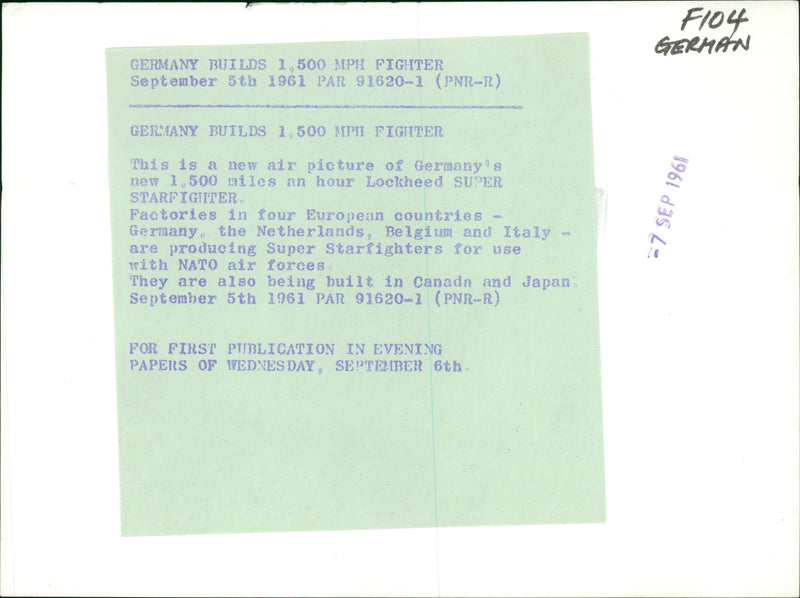 F104
GERMAN
GERMANY BUILDS 1,500 MPH FIGHTER
September 5th 1961 PAR 91620-1 (PNR-R)
GERMANY BUILDS 1,500 MPH FIGHTER
This is a new air picture of Germany's
new 1,500 miles an hour Lockheed SUPER
STARFIGHTER.
Factories in four European countries -
Germany, the Netherlands, Belgium and Italy -
are producing Super Starfighters for use
with NATO air forces.
They are also being built in Canada and Japan.
September 5th 1961 PAR 91620-1 (PNR-R)
FOR FIRST PUBLICATION IN EVENING
PAPERS OF WEDNESDAY, SEPTEMBER 6th.
-7 SEP 1961